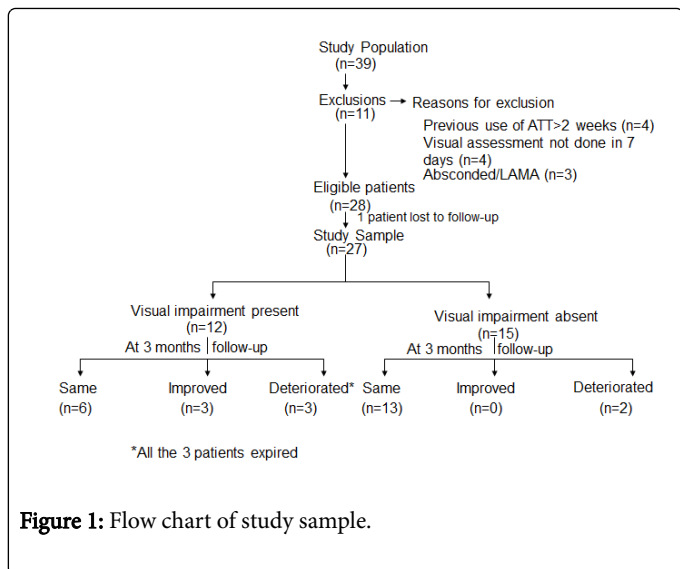 Study Population
(n=39)
Exclusions
(n=11)
Reasons for exclusion
Previous use of ATT>2 weeks (n=4)
Visual assessment not done in 7
days (n=4)
Absconded/LAMA (n=3)
Eligible patients
(n=28)
1 patient lost to follow-up
Study Sample
(n=27)
Visual impairment present
(n=12)
Visual impairment absent
(n=15)
At 3 months follow-up
At 3 months follow-up
Same
(n=6)
Improved
(n=3)
Deteriorated*
(n=3)
Same
(n=13)
Improved
(n=0)
Deteriorated
(n=2)
*All the 3 patients expired
Figure 1: Flow chart of study sample.